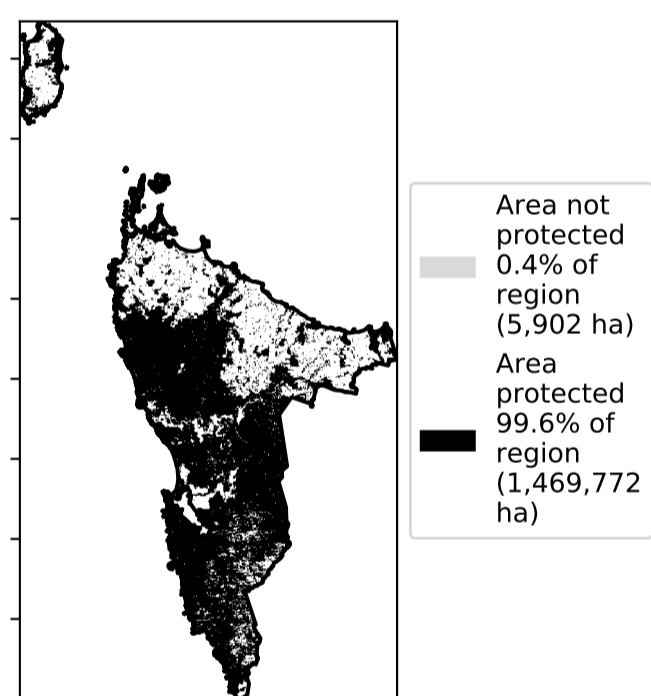 Area not
protected
0.4% of
region
(5,902 ha)
Area
protected
99.6% of
region
(1,469,772
ha)